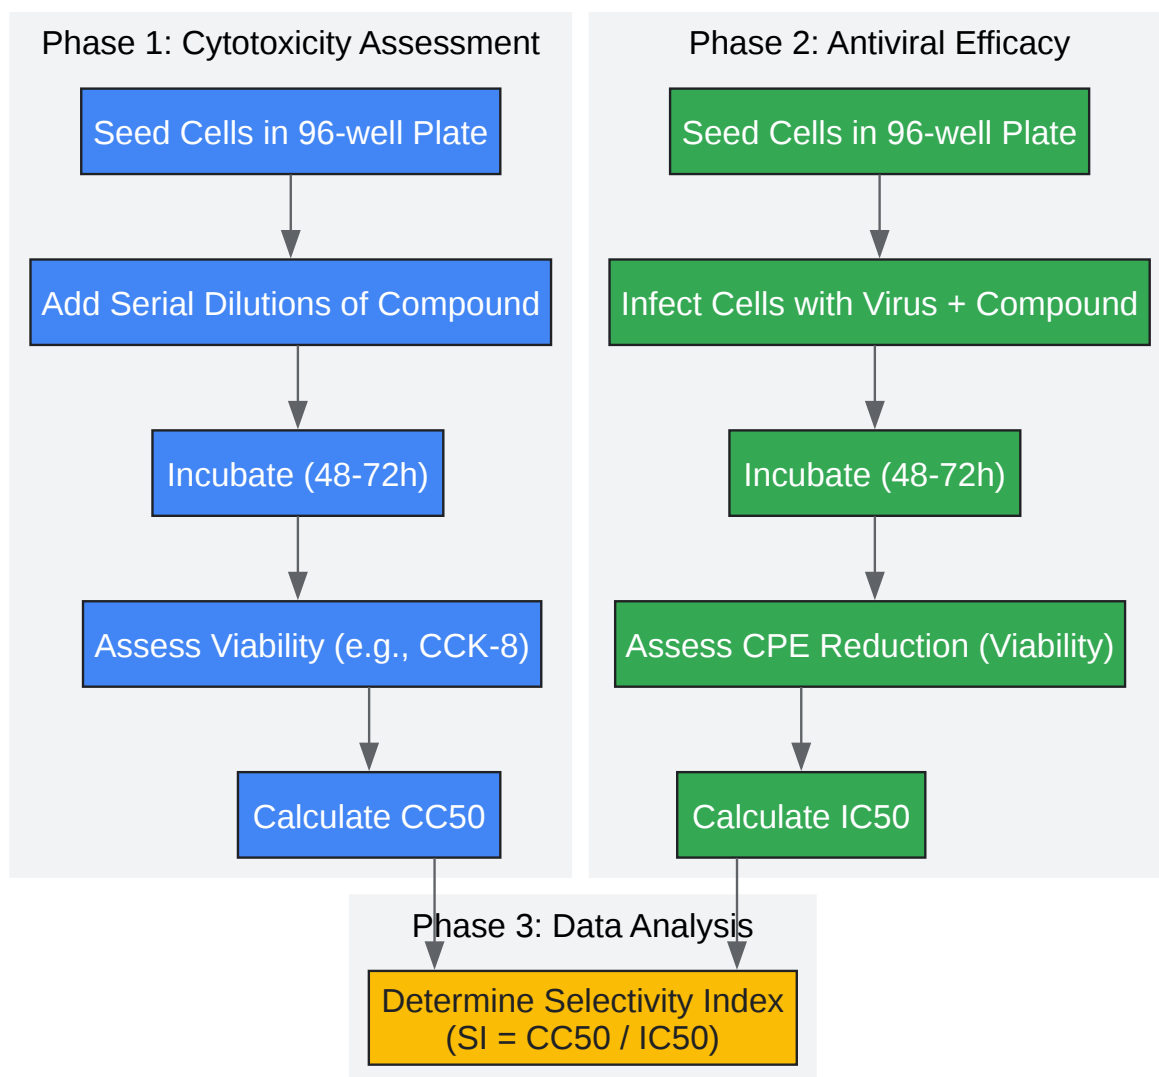 Phase 1: Cytotoxicity Assessment
Seed Cells in 96-well Plate
Add Serial Dilutions of Compound
Incubate (48-72h)
Assess Viability (e.g., CCK-8)
Calculate CC50
Phase 2: Antiviral Efficacy
Seed Cells in 96-well Plate
Infect Cells with Virus + Compound
Incubate (48-72h)
Assess CPE Reduction (Viability)
Calculate IC50
Phase 3: Data Analysis
Determine Selectivity Index
(SI = CC50 / IC50)